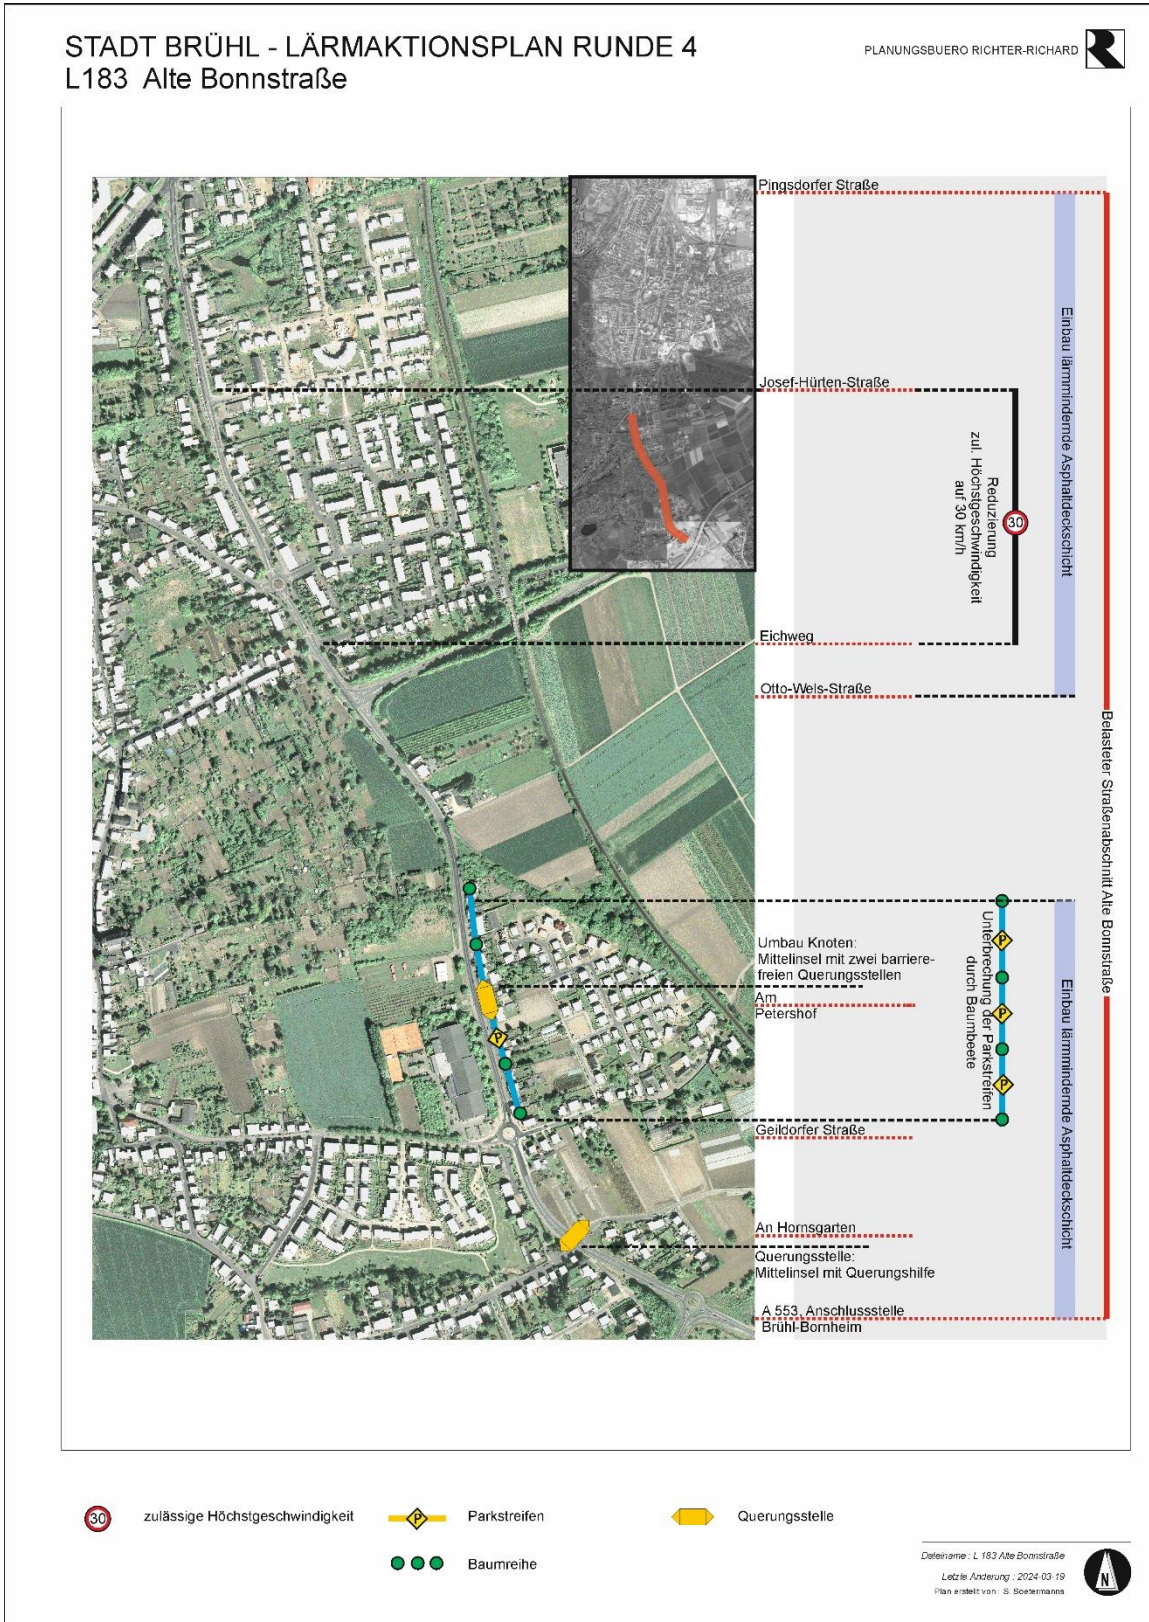 STADT BRÜHL - LÄRMAKTIONSPLAN RUNDE 4
L183 Alte Bonnstraße
PLANUNGSBUERO RICHTER-RICHARD
Pingsdorfer Straße
Einbau lärmmindernde Asphaltdeckschicht
Josef-Hürten-Straße
Reduzierung
zul. Höchstgeschwindigkeit
auf 30 km/h
30
Eichweg
Otto-Wels-Straße
Belasteter Straßenabschnitt Alte Bonnstraße
Umbau Knoten:
Mittelinsel mit zwei barriere-
freien Querungsstellen
Am
Petershof
P
P
P
P
Unterbrechung der Parkstreifen
durch Baumbeete
Einbau lärmmindernde Asphaltdeckschicht
Geildorfer Straße
An Hornsgarten
Querungsstelle:
Mittelinsel mit Querungshilfe
A 553, Anschlussstelle
Brühl-Bornheim
30 zulässige Höchstgeschwindigkeit
P Parkstreifen
Querungsstelle
Baumreihe
Dateiname : L 183 Alte Bonnstraße
Letzte Änderung : 2024-03-19
Plan erstellt von : S. Soetermanns
N